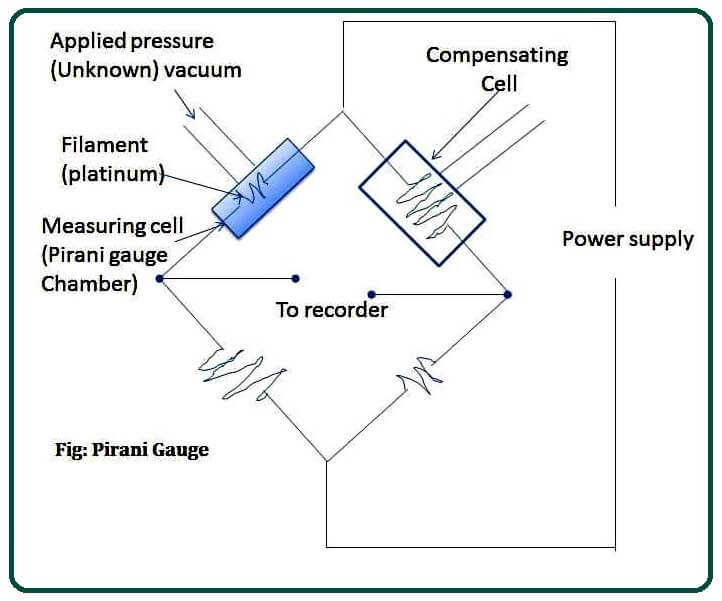 Applied pressure
(Unknown) vacuum
Compensating
Cell
Filament
(platinum)
Measuring cell
(Pirani gauge
Chamber)
Power supply
To recorder
Fig: Pirani Gauge